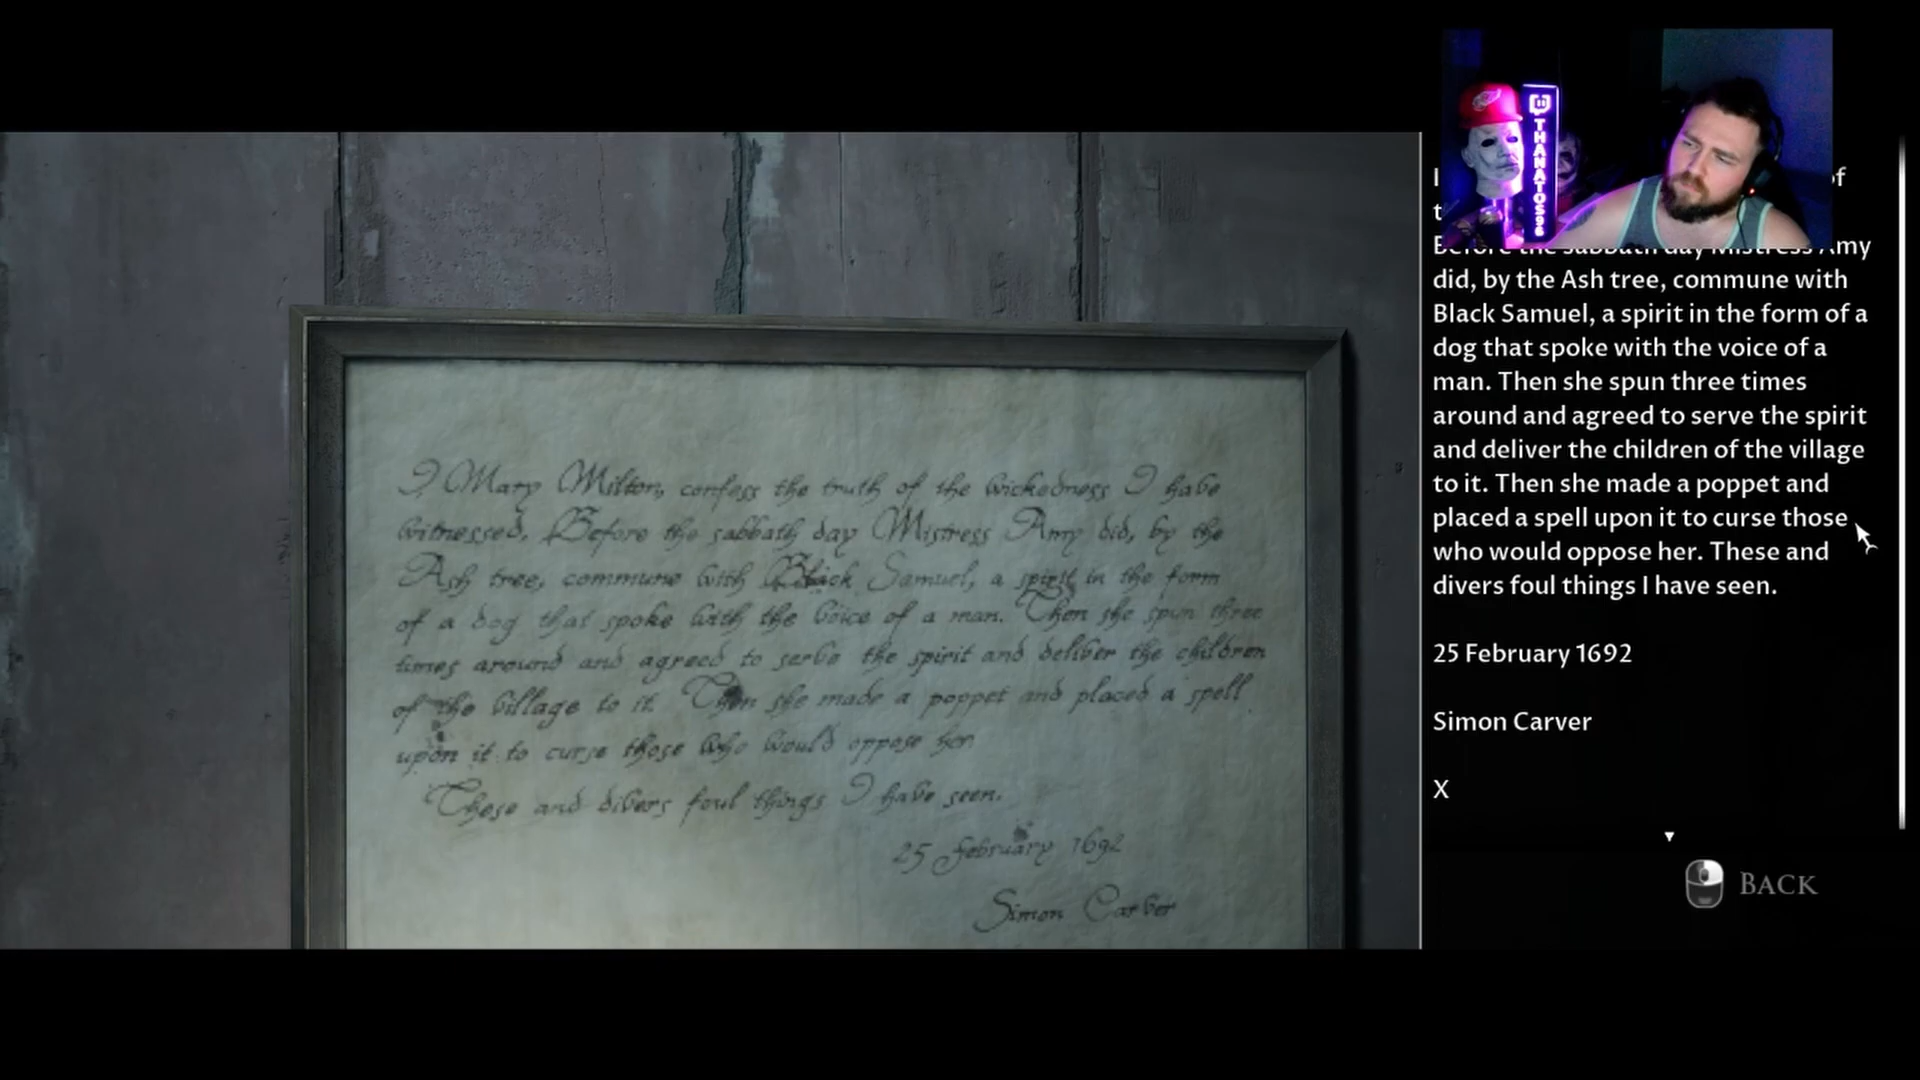 I Mary Milton, confess the truth of the wickedness I have
witnessed. Before the sabbath day Mistress Amy did, by the
Ash tree, commune with Black Samuel, a spirit in the form
of a dog that spoke with the voice of a man. Then she spun three
times around and agreed to serve the spirit and deliver the children
of the village to it. Then she made a poppet and placed a spell
upon it to curse those who would oppose her.
These and divers foul things I have seen.
25 February 1692
Simon Carver
THANATOS98
I
of
t
Before the sabbath day Mistress Amy
did, by the Ash tree, commune with
Black Samuel, a spirit in the form of a
dog that spoke with the voice of a
man. Then she spun three times
around and agreed to serve the spirit
and deliver the children of the village
to it. Then she made a poppet and
placed a spell upon it to curse those
who would oppose her. These and
divers foul things I have seen.
25 February 1692
Simon Carver
X
BACK